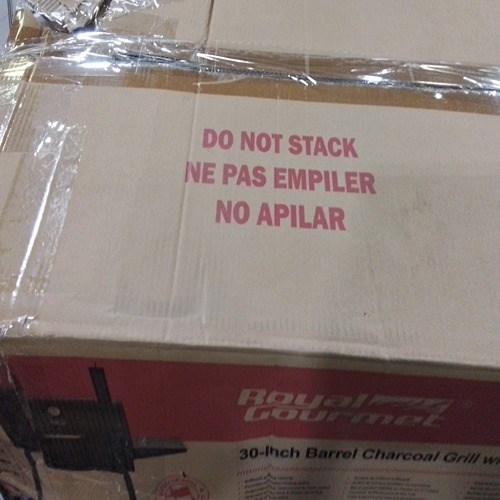 DO NOT STACK
NE PAS EMPILER
NO APILAR
Royal
Gourmet
30-Inch Barrel Charcoal Grill